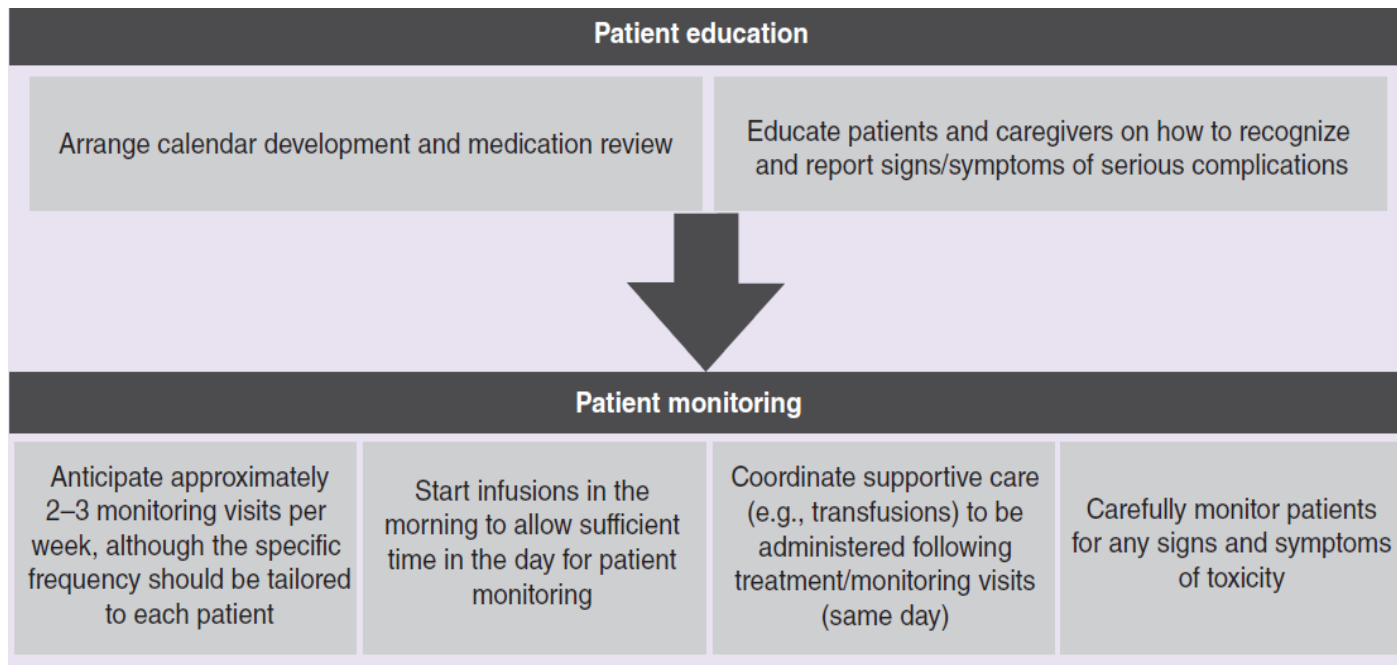 Patient education
Arrange calendar development and medication review
Educate patients and caregivers on how to recognize
and report signs/symptoms of serious complications
Patient monitoring
Anticipate approximately
2–3 monitoring visits per
week, although the specific
frequency should be tailored
to each patient
Start infusions in the
morning to allow sufficient
time in the day for patient
monitoring
Coordinate supportive care
(e.g., transfusions) to be
administered following
treatment/monitoring visits
(same day)
Carefully monitor patients
for any signs and symptoms
of toxicity